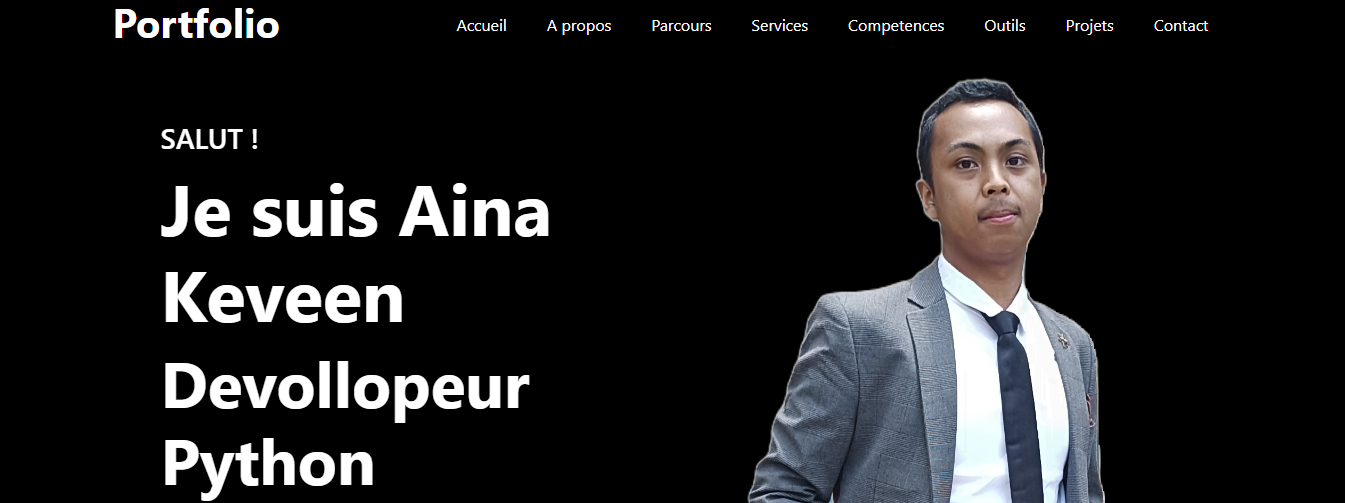 Portfolio
Accueil A propos Parcours Services Competences Outils Projets Contact
SALUT !
Je suis Aina
Keveen
Devollopeur
Python